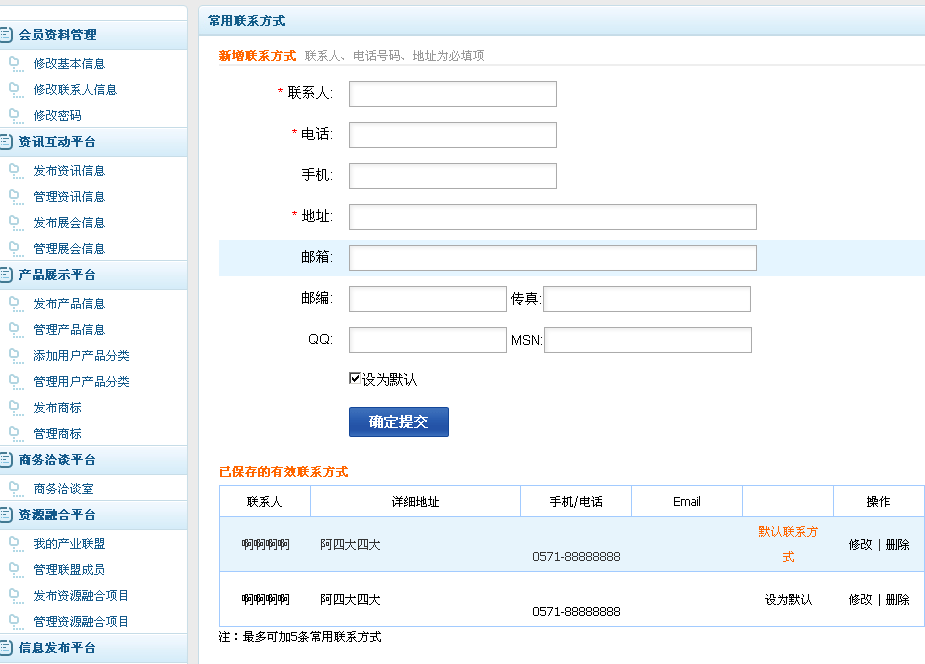 会员资料管理
修改基本信息
修改联系人信息
修改密码
资讯互动平台
发布资讯信息
管理资讯信息
发布展会信息
管理展会信息
产品展示平台
发布产品信息
管理产品信息
添加用户产品分类
管理用户产品分类
发布商标
管理商标
商务洽谈平台
商务洽谈室
资源融合平台
我的产业联盟
管理联盟成员
发布资源融合项目
管理资源融合项目
信息发布平台
常用联系方式
新增联系方式 联系人、电话号码、地址为必填项
* 联系人:
* 电话:
手机:
* 地址:
邮箱:
邮编: 传真:
QQ: MSN:
设为默认
确定提交
已保存的有效联系方式
联系人 详细地址 手机/电话 Email 操作
啊啊啊啊 阿四大四大 0571-88888888 默认联系方式 修改 | 删除
啊啊啊啊 阿四大四大 0571-88888888 设为默认 修改 | 删除
注：最多可加5条常用联系方式